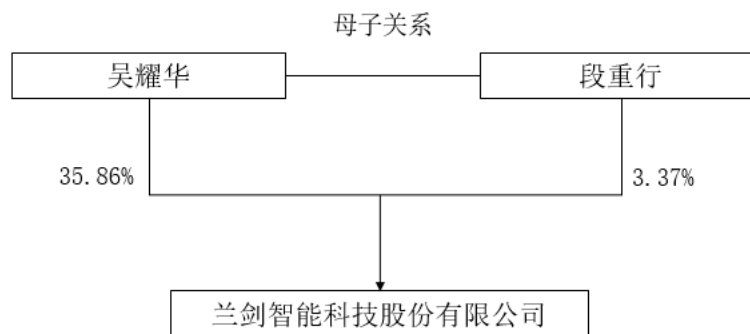 母子关系
吴耀华
段重行
35.86%
3.37%
兰剑智能科技股份有限公司